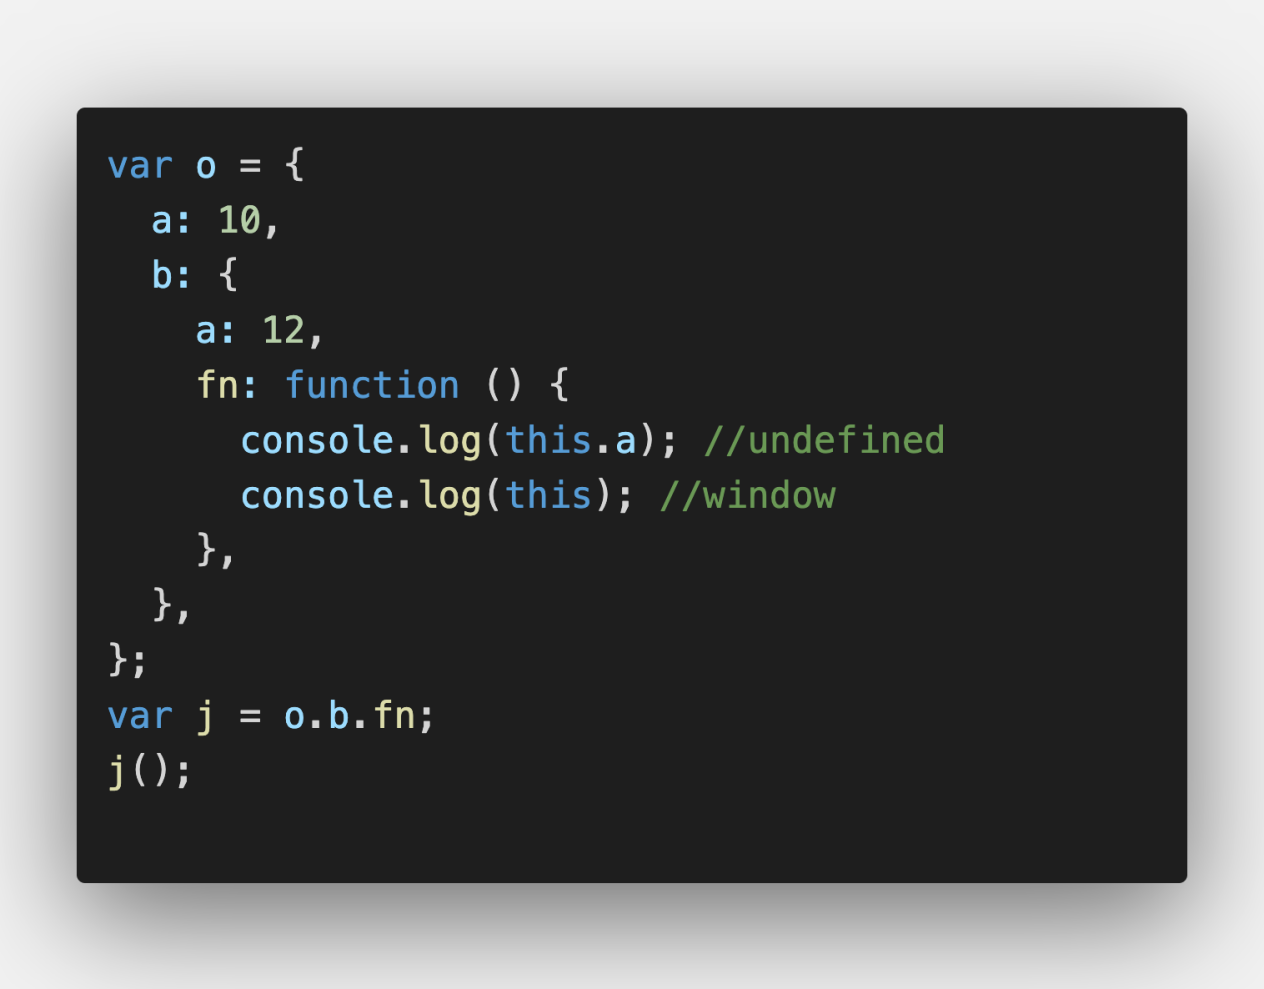 var o = {
  a: 10,
  b: {
    a: 12,
    fn: function () {
      console.log(this.a); //undefined
      console.log(this); //window
    },
  },
};
var j = o.b.fn;
j();